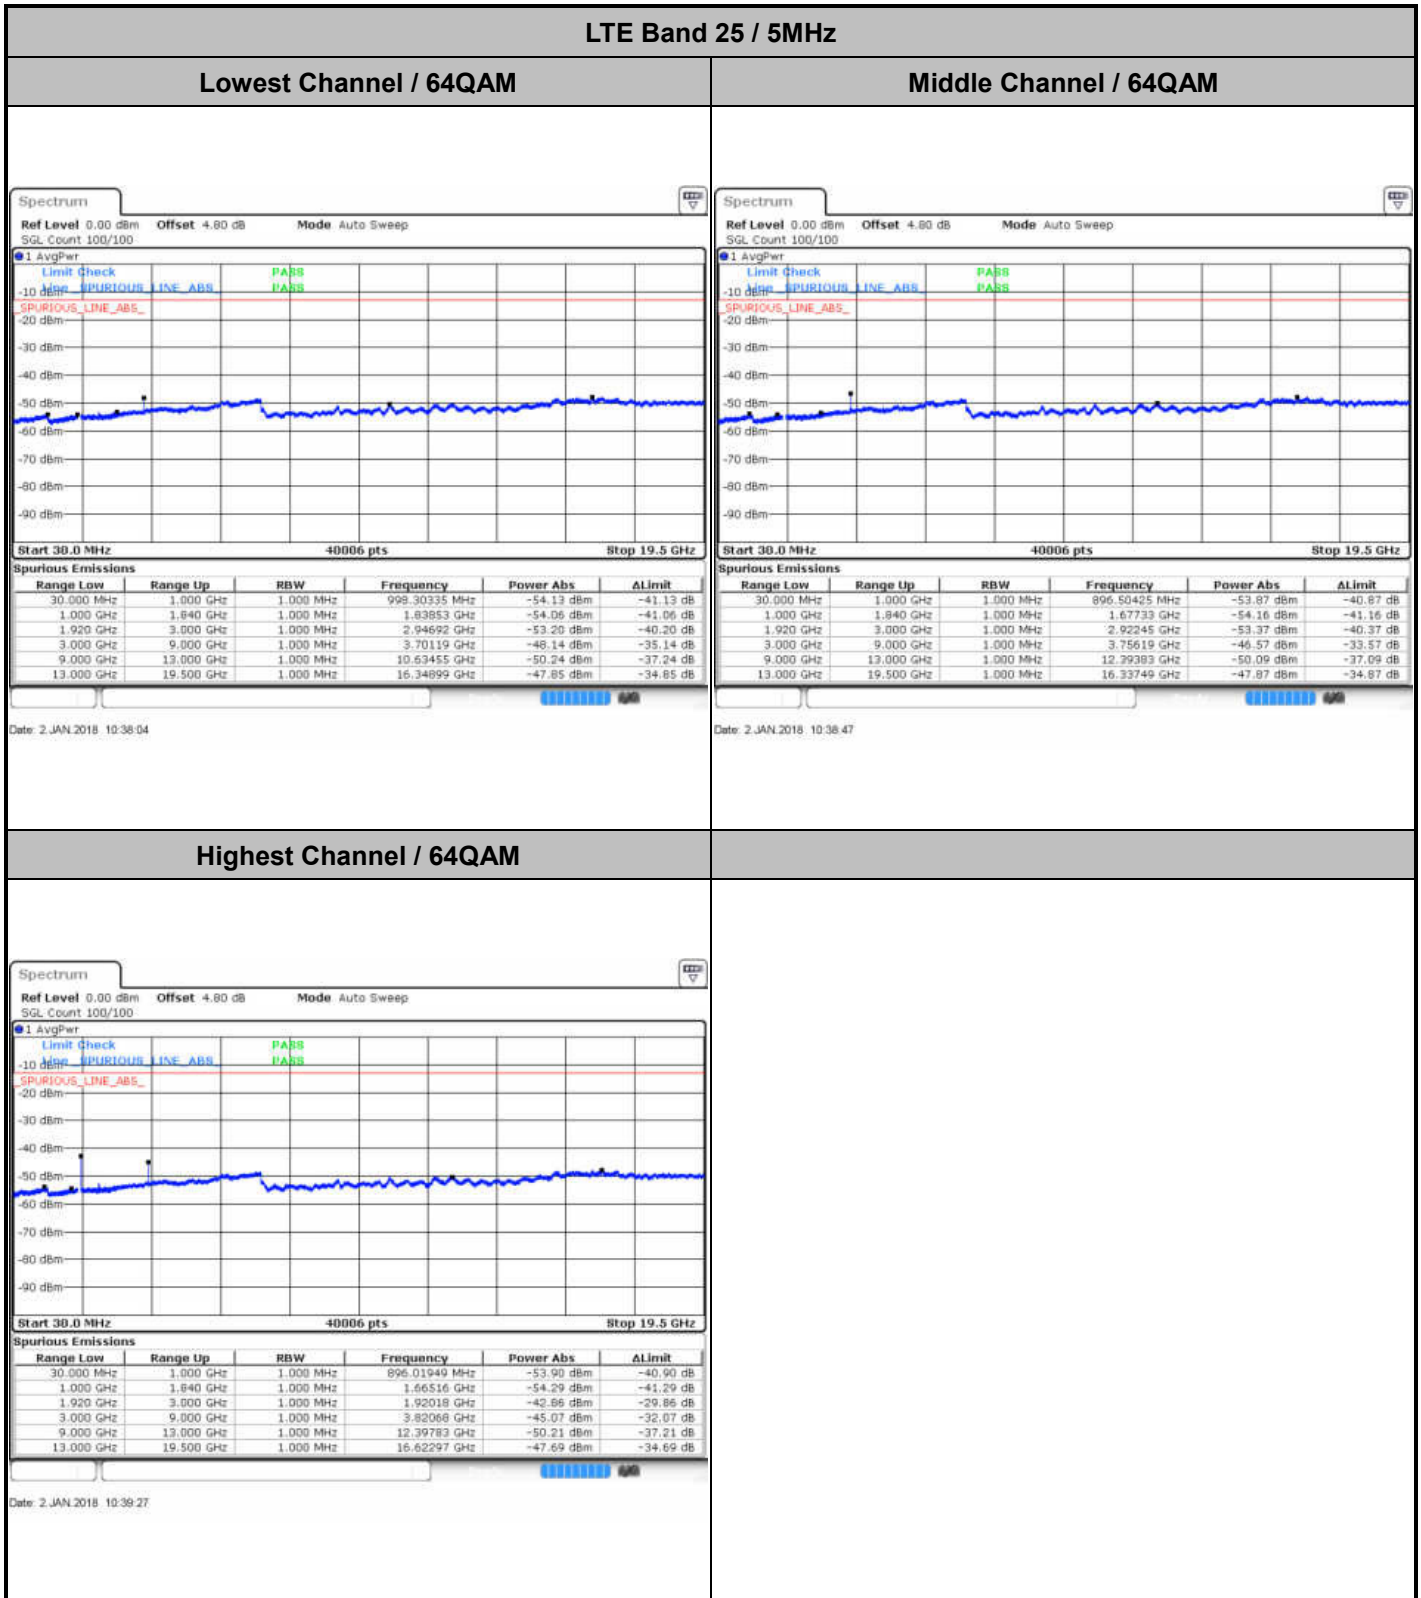 LTE Band 25 / 5MHz
Lowest Channel / 64QAM
Middle Channel / 64QAM
Spectrum
Ref Level 0.00 dBm Offset 4.80 dB Mode Auto Sweep
SGL Count 100/100
1 AvgPwr
Limit Check PASS
Line _SPURIOUS_LINE_ABS_ PASS
-10 dBm
_SPURIOUS_LINE_ABS_
-20 dBm
-30 dBm
-40 dBm
-50 dBm
-60 dBm
-70 dBm
-80 dBm
-90 dBm
Start 30.0 MHz 40006 pts Stop 19.5 GHz
Spurious Emissions
Range Low Range Up RBW Frequency Power Abs ΔLimit
30.000 MHz 1.000 GHz 1.000 MHz 998.30335 MHz -54.13 dBm -41.13 dB
1.000 GHz 1.840 GHz 1.000 MHz 1.83853 GHz -54.06 dBm -41.06 dB
1.920 GHz 3.000 GHz 1.000 MHz 2.94692 GHz -53.20 dBm -40.20 dB
3.000 GHz 9.000 GHz 1.000 MHz 3.70119 GHz -48.14 dBm -35.14 dB
9.000 GHz 13.000 GHz 1.000 MHz 10.63455 GHz -50.24 dBm -37.24 dB
13.000 GHz 19.500 GHz 1.000 MHz 16.34899 GHz -47.85 dBm -34.85 dB
Date: 2.JAN.2018 10:38:04
Spectrum
Ref Level 0.00 dBm Offset 4.80 dB Mode Auto Sweep
SGL Count 100/100
1 AvgPwr
Limit Check PASS
Line _SPURIOUS_LINE_ABS_ PASS
-10 dBm
_SPURIOUS_LINE_ABS_
-20 dBm
-30 dBm
-40 dBm
-50 dBm
-60 dBm
-70 dBm
-80 dBm
-90 dBm
Start 30.0 MHz 40006 pts Stop 19.5 GHz
Spurious Emissions
Range Low Range Up RBW Frequency Power Abs ΔLimit
30.000 MHz 1.000 GHz 1.000 MHz 896.50425 MHz -53.87 dBm -40.87 dB
1.000 GHz 1.840 GHz 1.000 MHz 1.67733 GHz -54.16 dBm -41.16 dB
1.920 GHz 3.000 GHz 1.000 MHz 2.92245 GHz -53.37 dBm -40.37 dB
3.000 GHz 9.000 GHz 1.000 MHz 3.75619 GHz -46.57 dBm -33.57 dB
9.000 GHz 13.000 GHz 1.000 MHz 12.39383 GHz -50.09 dBm -37.09 dB
13.000 GHz 19.500 GHz 1.000 MHz 16.33749 GHz -47.87 dBm -34.87 dB
Date: 2.JAN.2018 10:38:47
Highest Channel / 64QAM
Spectrum
Ref Level 0.00 dBm Offset 4.80 dB Mode Auto Sweep
SGL Count 100/100
1 AvgPwr
Limit Check PASS
Line _SPURIOUS_LINE_ABS_ PASS
-10 dBm
_SPURIOUS_LINE_ABS_
-20 dBm
-30 dBm
-40 dBm
-50 dBm
-60 dBm
-70 dBm
-80 dBm
-90 dBm
Start 30.0 MHz 40006 pts Stop 19.5 GHz
Spurious Emissions
Range Low Range Up RBW Frequency Power Abs ΔLimit
30.000 MHz 1.000 GHz 1.000 MHz 896.01949 MHz -53.90 dBm -40.90 dB
1.000 GHz 1.840 GHz 1.000 MHz 1.66516 GHz -54.29 dBm -41.29 dB
1.920 GHz 3.000 GHz 1.000 MHz 1.92018 GHz -42.86 dBm -29.86 dB
3.000 GHz 9.000 GHz 1.000 MHz 3.82068 GHz -45.07 dBm -32.07 dB
9.000 GHz 13.000 GHz 1.000 MHz 12.39783 GHz -50.21 dBm -37.21 dB
13.000 GHz 19.500 GHz 1.000 MHz 16.62297 GHz -47.69 dBm -34.69 dB
Date: 2.JAN.2018 10:39:27